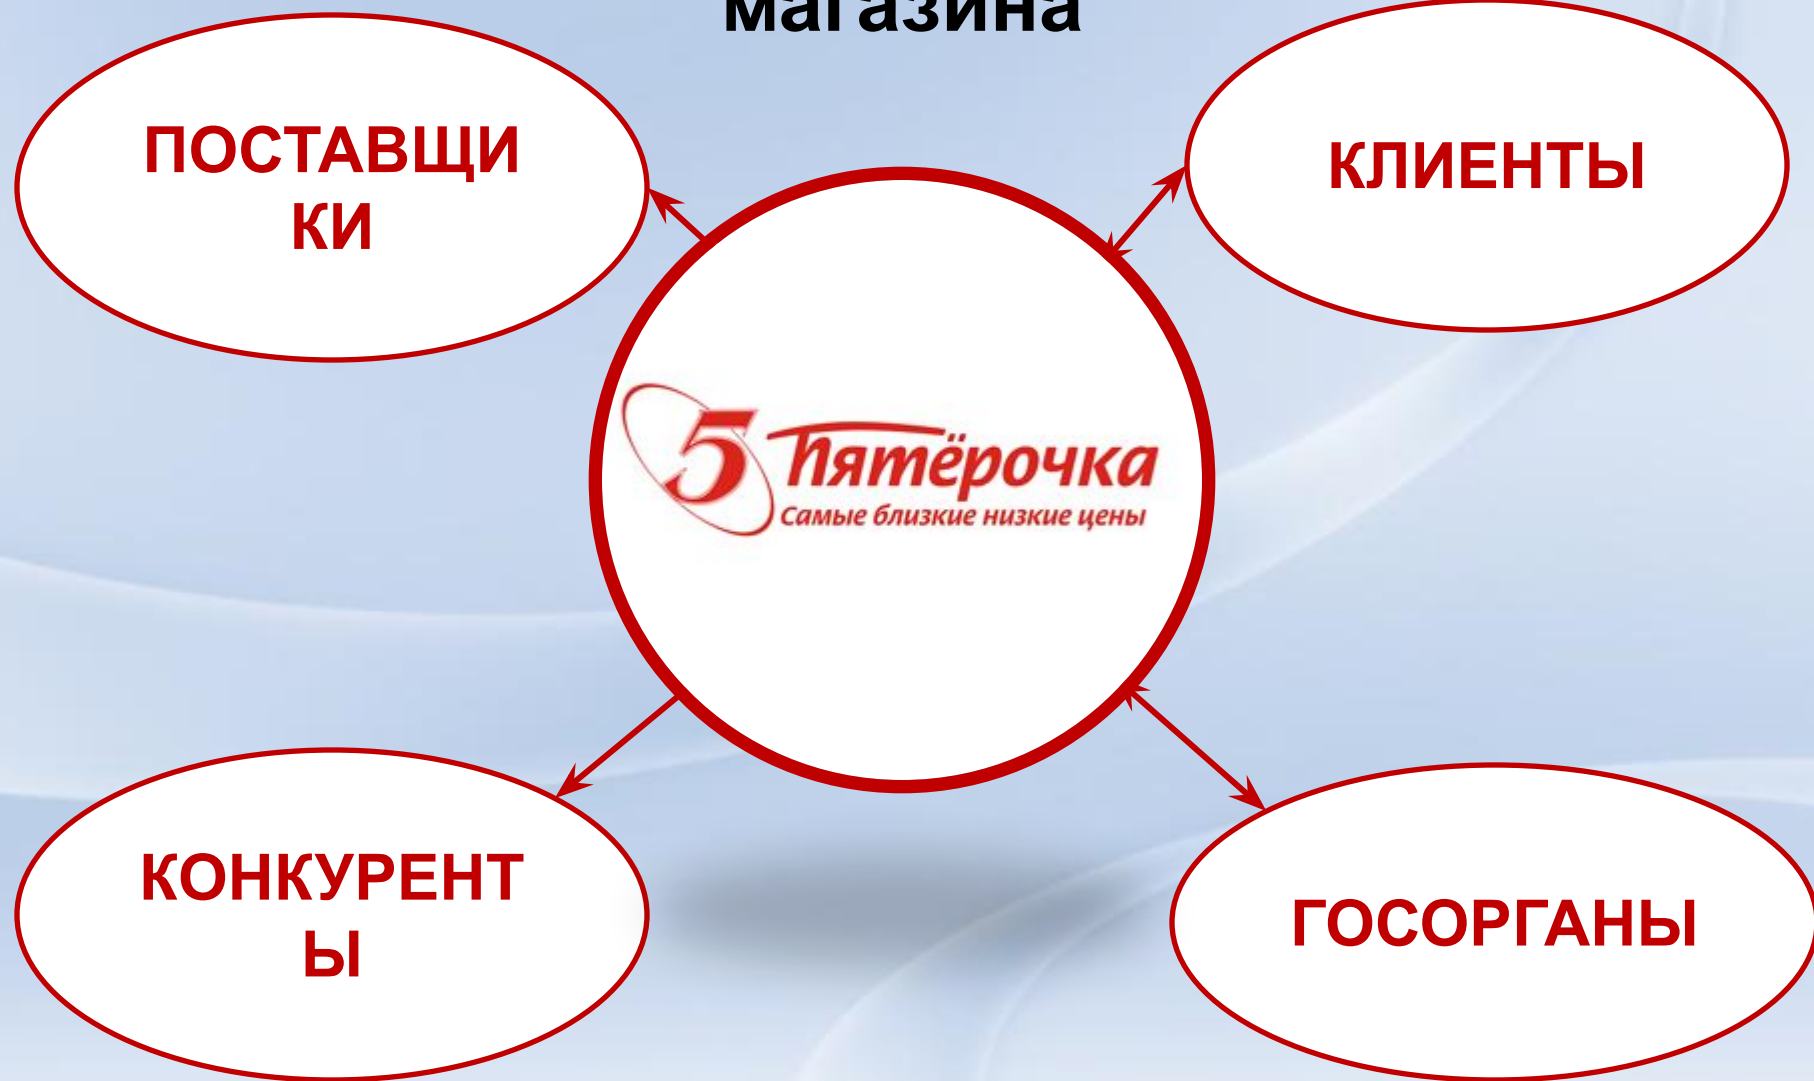 магазина
ПОСТАВЩИ
КИ
КЛИЕНТЫ
5 Пятёрочка
Самые близкие низкие цены
КОНКУРЕНТ
Ы
ГОСОРГАНЫ